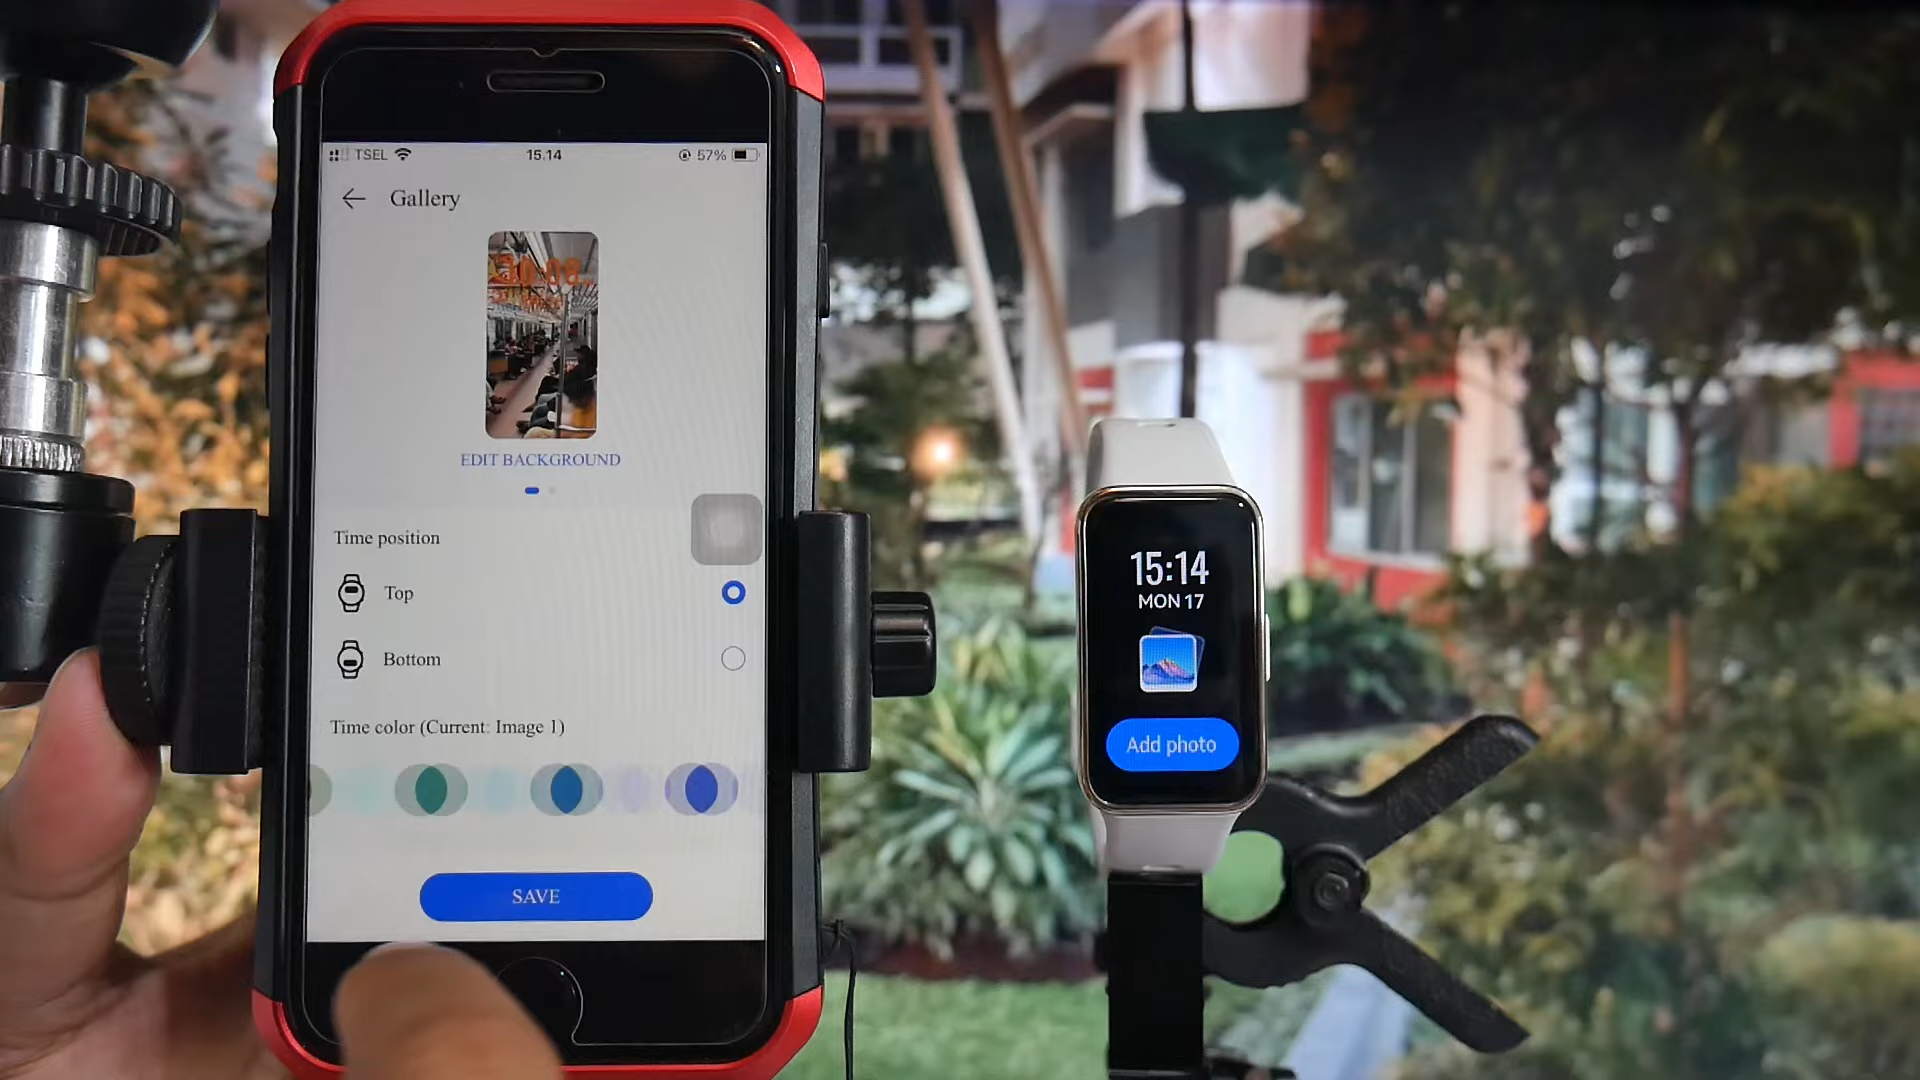 TSEL 15.14 57%
Gallery
EDIT BACKGROUND
Time position
Top
Bottom
Time color (Current: Image 1)
SAVE
15:14
MON 17
Add photo